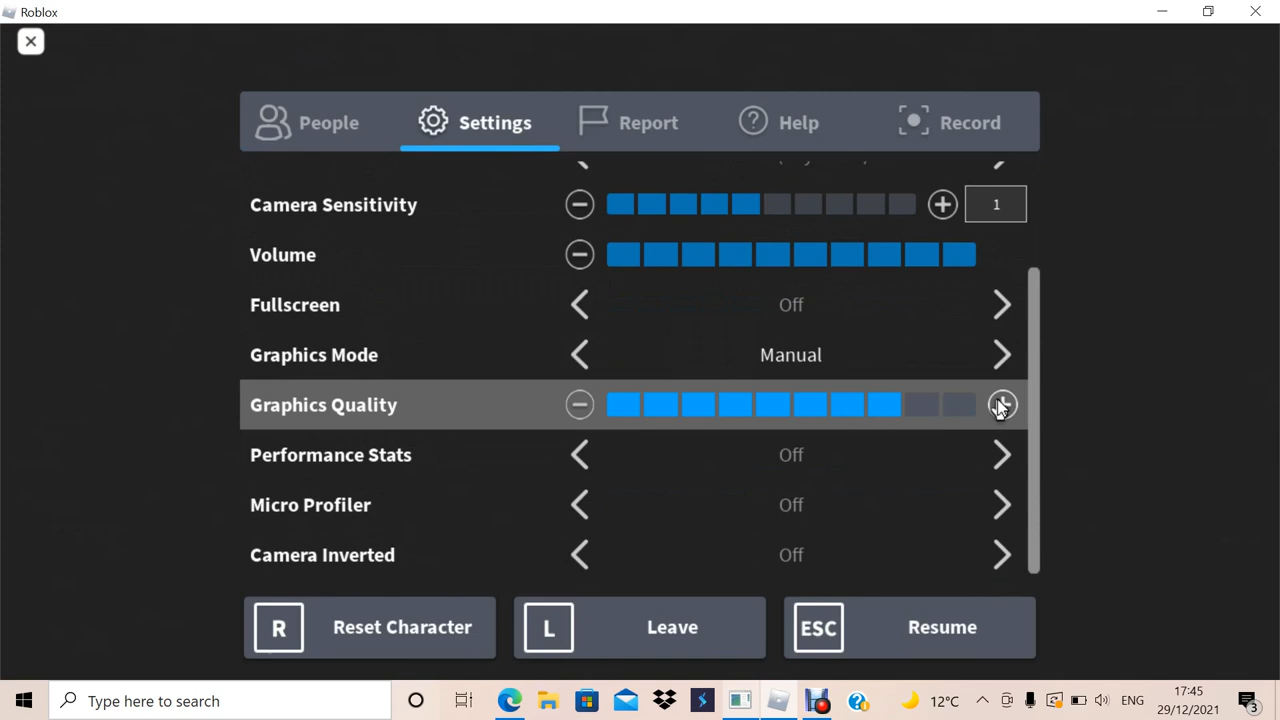 Roblox
People Settings Report Help Record
Camera Sensitivity 1
Volume
Fullscreen Off
Graphics Mode Manual
Graphics Quality
Performance Stats Off
Micro Profiler Off
Camera Inverted Off
R Reset Character L Leave ESC Resume
Type here to search 12°C ENG 17:45
29/12/2021 3